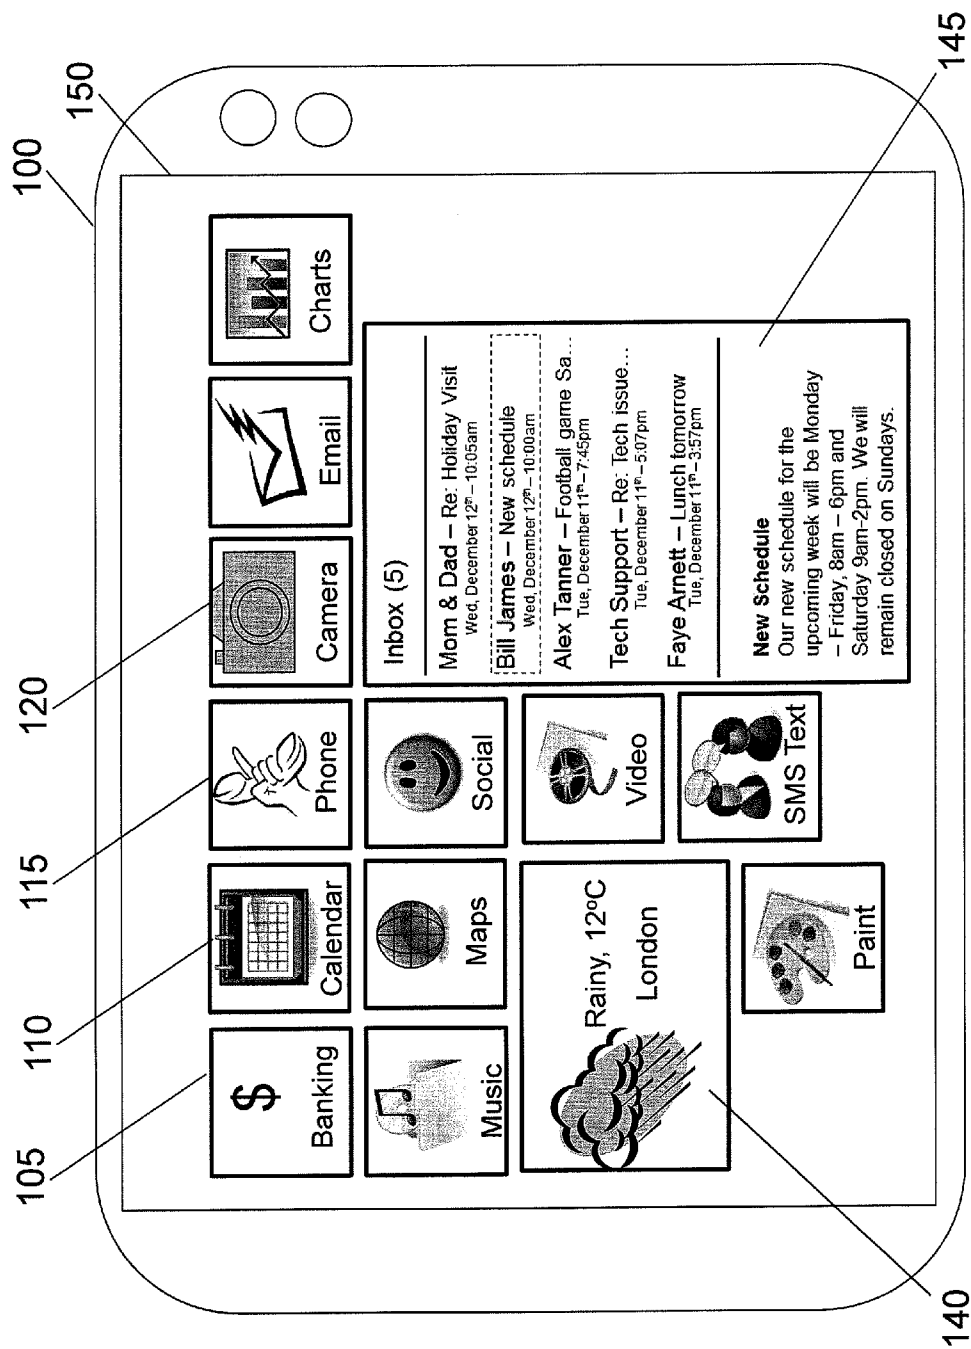 105
110
115
120
100
150
$
Banking
Calendar
Phone
Camera
Email
Charts
Music
Maps
Social
Inbox (5)
Mom & Dad – Re: Holiday Visit
Wed, December 12th – 10:05am
Bill James – New schedule
Wed, December 12th – 10:00am
Alex Tanner – Football game Sa...
Tue, December 11th – 7:45pm
Tech Support – Re: Tech issue...
Tue, December 11th – 5:07pm
Faye Arnett – Lunch tomorrow
Tue, December 11th – 3:57pm
New Schedule
Our new schedule for the
upcoming week will be Monday
– Friday, 8am – 6pm and
Saturday 9am-2pm. We will
remain closed on Sundays.
Rainy, 12ºC
London
Video
SMS Text
Paint
140
145